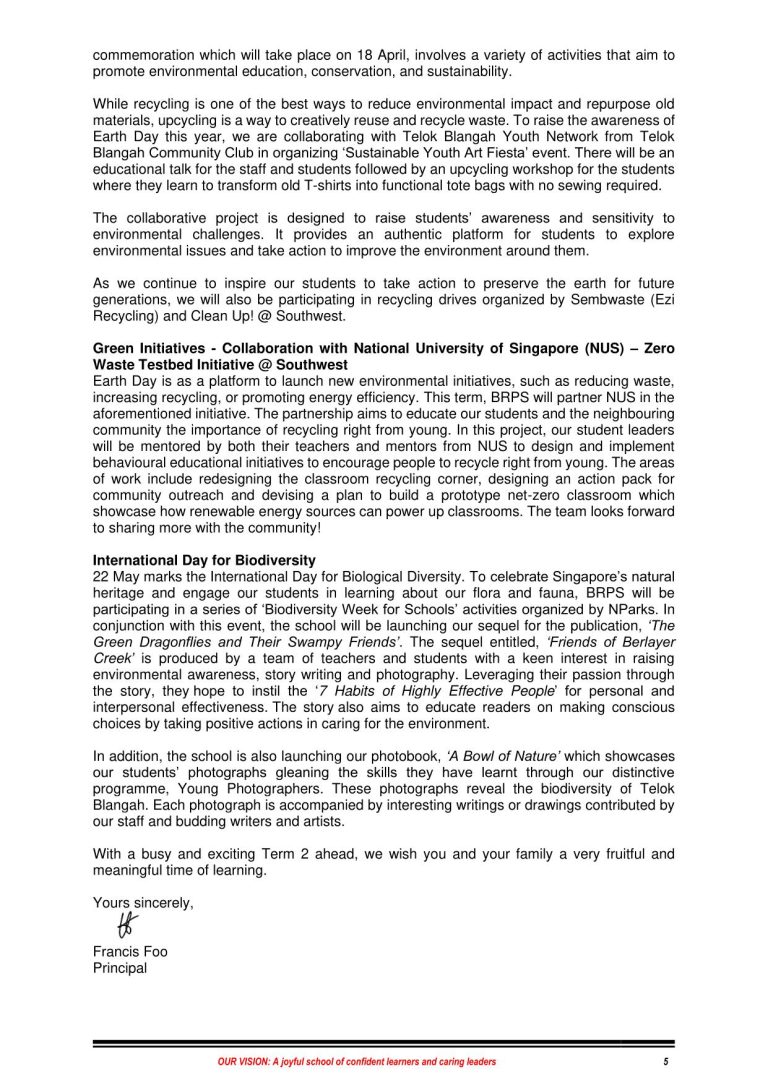 commemoration which will take place on 18 April, involves a variety of activities that aim to
promote environmental education, conservation, and sustainability.
While recycling is one of the best ways to reduce environmental impact and repurpose old
materials, upcycling is a way to creatively reuse and recycle waste. To raise the awareness of
Earth Day this year, we are collaborating with Telok Blangah Youth Network from Telok
Blangah Community Club in organizing ‘Sustainable Youth Art Fiesta’ event. There will be an
educational talk for the staff and students followed by an upcycling workshop for the students
where they learn to transform old T-shirts into functional tote bags with no sewing required.
The collaborative project is designed to raise students’ awareness and sensitivity to
environmental challenges. It provides an authentic platform for students to explore
environmental issues and take action to improve the environment around them.
As we continue to inspire our students to take action to preserve the earth for future
generations, we will also be participating in recycling drives organized by Sembwaste (Ezi
Recycling) and Clean Up! @ Southwest.
Green Initiatives - Collaboration with National University of Singapore (NUS) – Zero
Waste Testbed Initiative @ Southwest
Earth Day is as a platform to launch new environmental initiatives, such as reducing waste,
increasing recycling, or promoting energy efficiency. This term, BRPS will partner NUS in the
aforementioned initiative. The partnership aims to educate our students and the neighbouring
community the importance of recycling right from young. In this project, our student leaders
will be mentored by both their teachers and mentors from NUS to design and implement
behavioural educational initiatives to encourage people to recycle right from young. The areas
of work include redesigning the classroom recycling corner, designing an action pack for
community outreach and devising a plan to build a prototype net-zero classroom which
showcase how renewable energy sources can power up classrooms. The team looks forward
to sharing more with the community!
International Day for Biodiversity
22 May marks the International Day for Biological Diversity. To celebrate Singapore’s natural
heritage and engage our students in learning about our flora and fauna, BRPS will be
participating in a series of ‘Biodiversity Week for Schools’ activities organized by NParks. In
conjunction with this event, the school will be launching our sequel for the publication, ‘The
Green Dragonflies and Their Swampy Friends’. The sequel entitled, ‘Friends of Berlayer
Creek’ is produced by a team of teachers and students with a keen interest in raising
environmental awareness, story writing and photography. Leveraging their passion through
the story, they hope to instil the ‘7 Habits of Highly Effective People’ for personal and
interpersonal effectiveness. The story also aims to educate readers on making conscious
choices by taking positive actions in caring for the environment.
In addition, the school is also launching our photobook, ‘A Bowl of Nature’ which showcases
our students’ photographs gleaning the skills they have learnt through our distinctive
programme, Young Photographers. These photographs reveal the biodiversity of Telok
Blangah. Each photograph is accompanied by interesting writings or drawings contributed by
our staff and budding writers and artists.
With a busy and exciting Term 2 ahead, we wish you and your family a very fruitful and
meaningful time of learning.
Yours sincerely,
Francis Foo
Principal
OUR VISION: A joyful school of confident learners and caring leaders 5